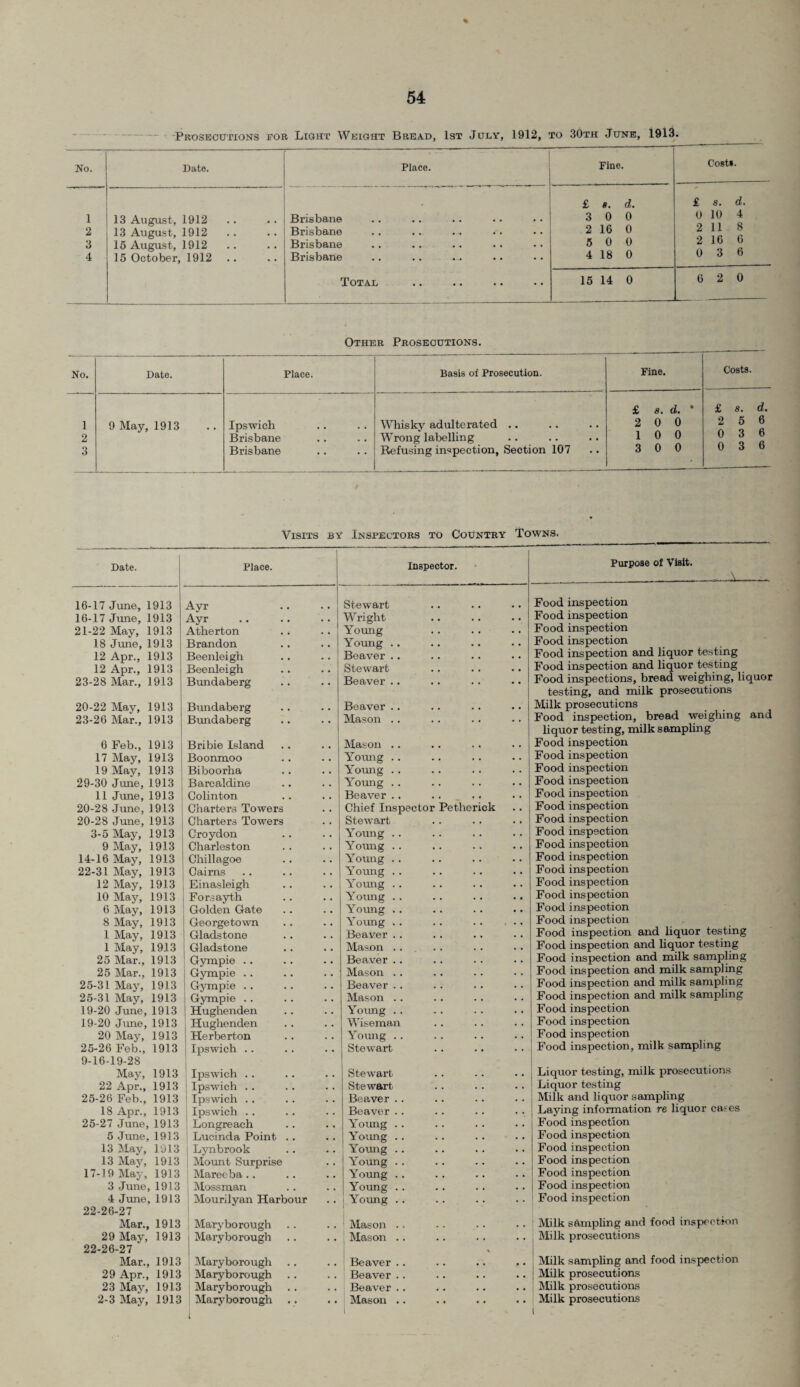 54
Prosecutions for Light Weight Bread, 1st July, 1912, to 30th June, 1913.
No. Date. Place. Fine. Costs.
£ s. d. £ s. d.
1 13 August, 1912 .. .. Brisbane .. .. .. .. .. 3 0 0 0 10 4
2 13 August, 1912 .. .. Brisbane .. .. .. .. .. 2 16 0 2 11 8
3 15 August, 1912 .. .. Brisbane .. .. .. .. .. 5 0 0 2 16 6
4 15 October, 1912 .. .. Brisbane .. .. .. .. .. 4 18 0 0 3 6
Total .. .. .. .. 15 14 0 6 2 0
Other Prosecutions.
No. Date. Place. Basis of Prosecution. Fine. Costs.
£ s. d. £ s. d.
1 9 May, 1913 .. Ipswich .. .. Whisky adulterated .. .. .. 2 0 0 2 5 6
2 Brisbane .. .. Wrong labelling .. .. .. 1 0 0 0 3 6
3 Brisbane .. .. Refusing inspection, Section 107 .. 3 0 0 0 3 6
Visits by Inspectors to Country Towns.
Date. Place. Inspector. Purpose of Visit.
16-17 June, 1913 Ayr .. .. Stewart .. .. .. Food inspection
16-17 June, 1913 Ayr .. .. .. Wright .. .. .. Food inspection
21-22 May, 1913 Atherton .. .. Young .. .. .. Food inspection
18 June, 1913 Brandon .. .. Young .. .. .. .. Food inspection
12 Apr., 1913 Beenleigh .. .. Beaver .. .. .. .. Food inspection and liquor testing
12 Apr., 1913 Beenleigh .. .. Stewart .. .. .. Food inspection and liquor testing
23-28 Mar., 1913 Bundaberg .. .. Beaver .. .. .. .. Food inspections, bread weighing, liquor
testing, and milk prosecutions
20-22 May, 1913 Bundaberg .. .. Beaver .. .. .. .. Milk prosecutions
23-26 Mar., 1913 Bundaberg .. .. Mason .. .. .. .. Food inspection, bread weighing and
liquor testing, milk sampling
6 Feb., 1913 Bribie Island .. .. Mason .. .. .. .. Food inspection
17 May, 1913 Boonmoo .. .. Young .. .. .. .. Food inspection
19 May, 1913 Biboorha .. .. Young .. .. .. .. Food inspection
29-30 June, 1913 Barcaldine .. .. Young .. .. .. .. Food inspection
11 June, 1913 Colinton .. .. Beaver .. .. .. .. Food inspection
20-28 June, 1913 Charters Towers .. Chief Inspector Petherick .. Food inspection
20-28 June, 1913 Charters Towers .. Stewart .. .. .. Food inspection
3-5 May, 1913 Croydon .. .. Young .. .. .. .. Food inspection
9 May, 1913 Charleston .. .. Young .. .. .. .. Food inspection
14-16 May, 1913 Chillagoe .. .. Young .. .. .. .. Food inspection
22-31 May, 1913 Cairns .. .. .. Young .. .. .. .. Food inspection
12 May, 1913 Einasleigh .. .. Young .. .. .. .. Food inspection
10 May, 1913 Forsayth .. .. Young .. .. .. .. Food inspection
6 May, 1913 Golden Gate .. .. Young .. .. .. .. Food inspection
8 May, 1913 Georgetown .. .. Young .. .. .. .. Food inspection
1 May, 1913 Gladstone .. .. Beaver .. .. .. .. Food inspection and liquor testing
1 May, 1913 Gladstone .. .. Mason .. .. .. .. Food inspection and liquor testing
25 Mar., 1913 Gympie .. .. .. Beaver .. .. .. .. Food inspection and milk sampling
25 Mar., 1913 Gympie .. .. .. Mason .. .. .. .. Food inspection and milk sampling
25-31 May, 1913 Gympie .. .. .. Beaver .. .. .. .. Food inspection and milk sampling
25-31 May, 1913 Gympie .. .. .. Mason .. .. .. .. Food inspection and milk sampling
19-20 June, 1913 Hughenden .. .. Young .. .. .. .. Food inspection
19-20 June, 1913 Hughenden .. .. Wiseman .. .. .. Food inspection
20 May, 1913 Herberton .. .. Young .. .. .. .. Food inspection
25-26 Feb., 1913 Ipswich .. .. .. Stewart .. .. .. Food inspection, milk sampling
9-16-19-28
May, 1913 Ipswich .. .. .. Stewart .. .. .. Liquor testing, milk prosecutions
22 Apr., 1913 Ipswich .. .. .. Stewart .. .. .. Liquor testing
25-26 Feb., 1913 Ipswich .. .. .. Beaver .. .. .. .. Milk and liquor sampling
18 Apr., 1913 Ipswich .. .. .. Beaver .. .. .. .. Laying information re liquor cases
25-27 June, 1913 Longreach .. .. Young .. .. .. .. Food inspection
5 June, 1913 Lucinda Point .. .. Young .. .. .. .. Food inspection
13 May, 1913 Lynbrook .. .. Young .. .. .. .. Food inspection
13 May, 1913 Mount Surprise .. Young .. .. .. .. Food inspection
17-19 May, 1913 Mareeba .. .. .. Young .. .. .. .. Food inspection
3 June, 1913 Mossman .. .. Young .. .. .. .. Food inspection
4 June, 1913 Mourilyan Harbour .. Young .. .. .. .. Food inspection
22-26-27
Mar., 1913 Maryborough .. .. Mason .. .. .. .. Milk sampling and food inspection
29 May, 1913 Maryborough .. .. Mason .. .. .. .. Milk prosecutions
22-26-27
Mar., 1913 Maryborough .. .. Beaver .. .. .. .. Milk sampling and food inspection
29 Apr., 1913 Maryborough .. .. Beaver .. .. .. .. Milk prosecutions
23 May, 1913 Maryborough .. .. Beaver .. .. .. .. Milk prosecutions
2-3 May, 1913 Maryborough .. .. Mason .. .. .. .. Milk prosecutions